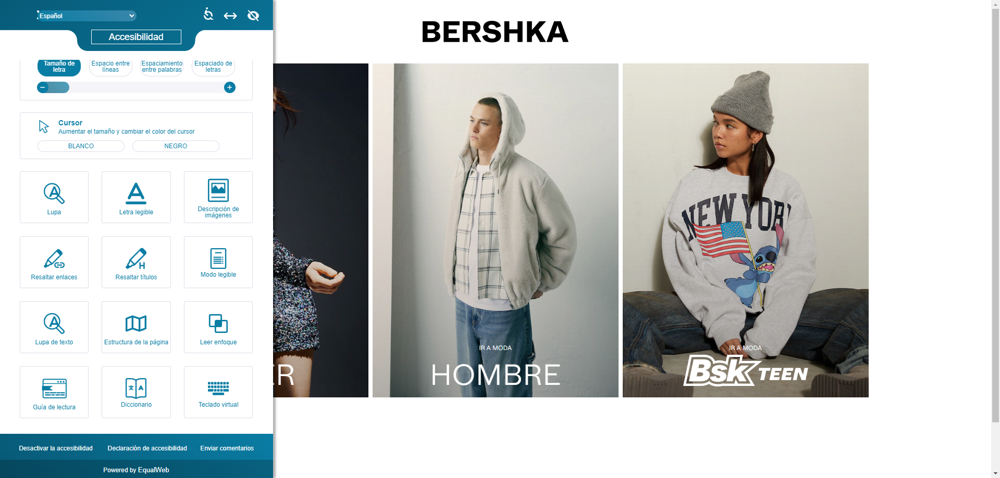 Español
Accesibilidad
Tamaño de
letra
Espacio entre
líneas
Espaciamiento
entre palabras
Espaciado de
letras
Cursor
Aumentar el tamaño y cambiar el color del cursor
BLANCO
NEGRO
Lupa
Letra legible
Descripción de
imágenes
Resaltar enlaces
Resaltar títulos
Modo legible
Lupa de texto
Estructura de la página
Leer enfoque
Guía de lectura
Diccionario
Teclado virtual
Desactivar la accesibilidad
Declaración de accesibilidad
Enviar comentarios
Powered by EqualWeb
BERSHKA
ER
IR A MODA
HOMBRE
NEW YOR
IR A MODA
Bsk TEEN